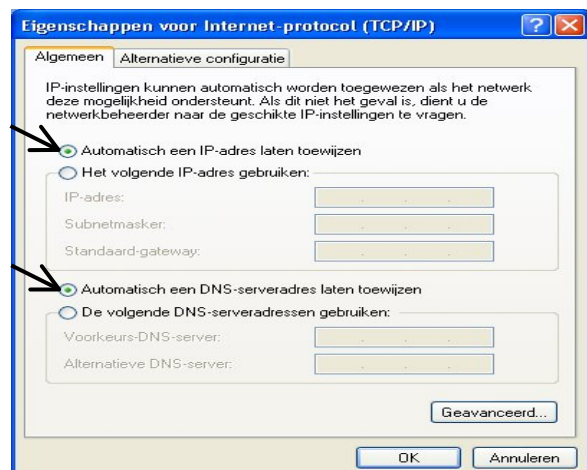 Eigenschappen voor Internet-protocol (TCP/IP)
Algemeen
Alternatieve configuratie
IP-instellingen kunnen automatisch worden toegewezen als het netwerk
deze mogelijkheid ondersteunt. Als dit niet het geval is, dient u de
netwerkbeheerder naar de geschikte IP-instellingen te vragen.
Automatisch een IP-adres laten toewijzen
Het volgende IP-adres gebruiken:
IP-adres:
Subnetmasker:
Standaard-gateway:
Automatisch een DNS-serveradres laten toewijzen
De volgende DNS-serveradressen gebruiken:
Voorkeurs-DNS-server:
Alternatieve DNS-server:
Geavanceerd...
OK
Annuleren